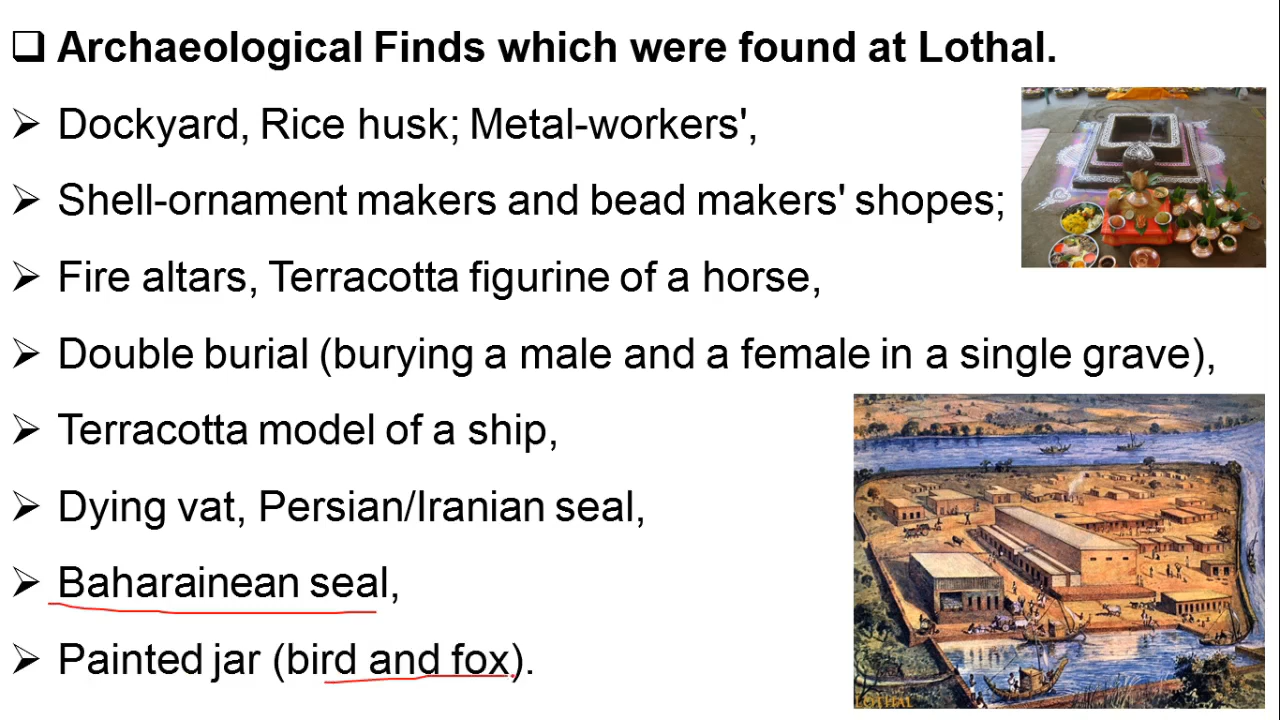 ❑ Archaeological Finds which were found at Lothal.
➢ Dockyard, Rice husk; Metal-workers',
➢ Shell-ornament makers and bead makers' shopes;
➢ Fire altars, Terracotta figurine of a horse,
➢ Double burial (burying a male and a female in a single grave),
➢ Terracotta model of a ship,
➢ Dying vat, Persian/Iranian seal,
➢ Baharainean seal,
➢ Painted jar (bird and fox).
LOTHAL